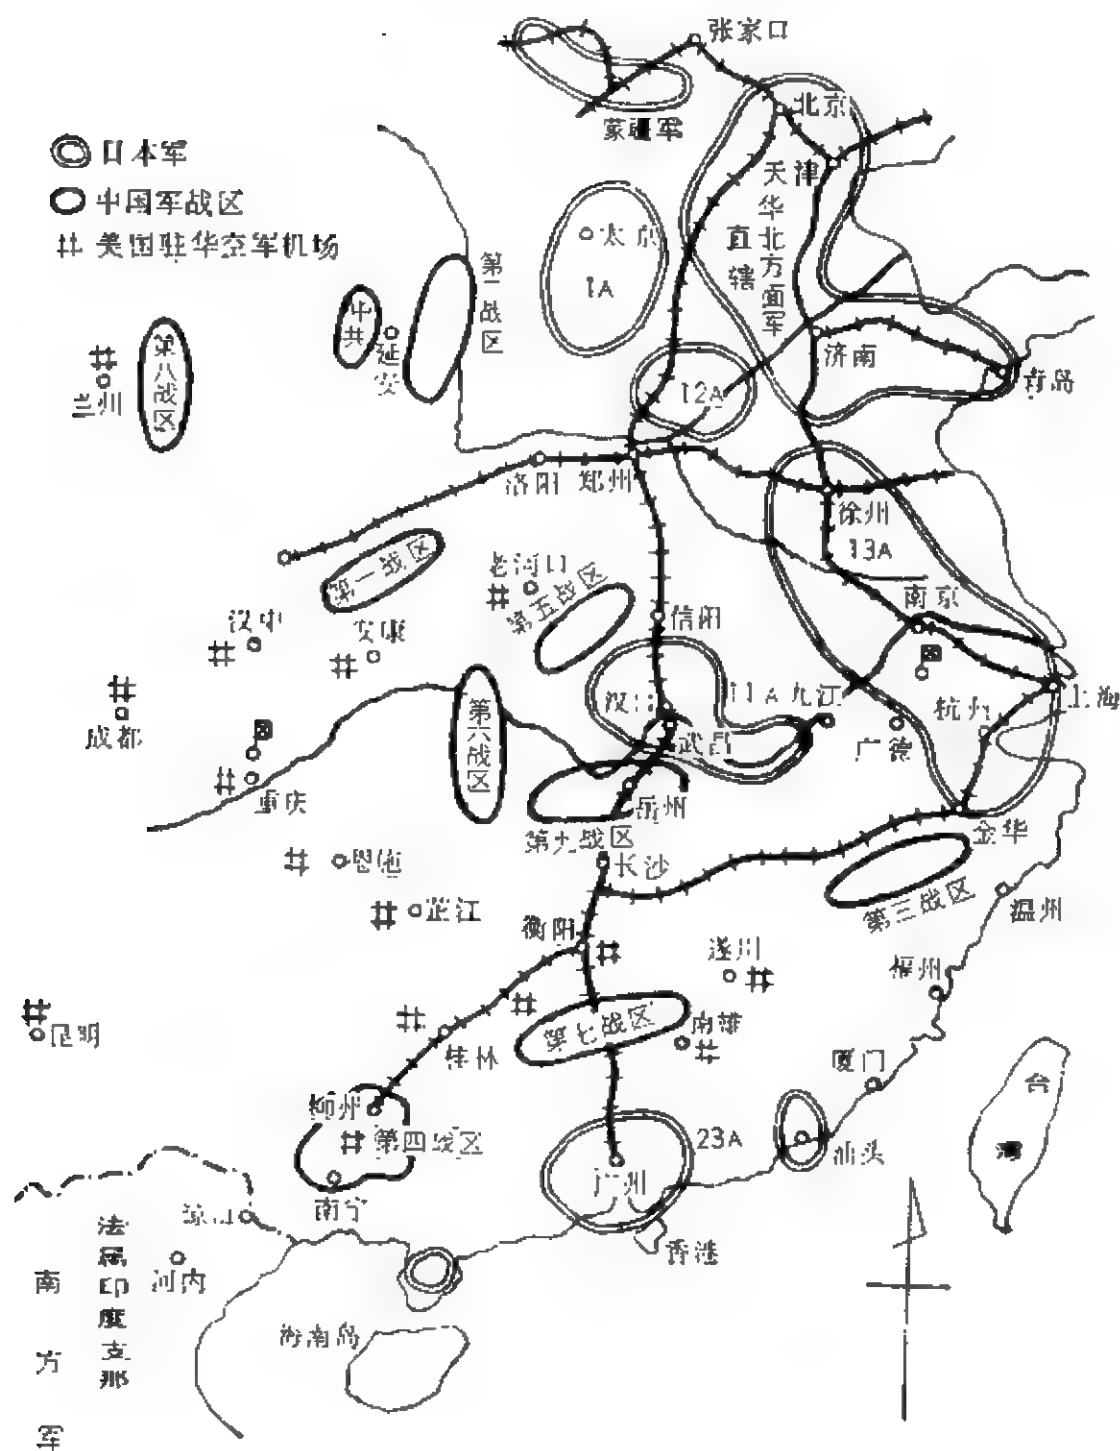 张家口
北京
蒙疆军
日本军
中国军战区
美国驻华空军机场
天津
华北方面军
直辖
太原
1A
第二战区
中共
延安
第八战区
兰州
济南
青岛
12A
洛阳
郑州
徐州
13A
第一战区
老河口
第五战区
信阳
南京
汉中
安康
上海
成都
重庆
第六战区
汉口
11A
九江
武昌
杭州
广德
岳州
第九战区
长沙
金华
第三战区
温州
恩施
芷江
衡阳
遂川
福州
昆明
桂林
第七战区
南雄
厦门
台
湾
柳州
第四战区
23A
广州
汕头
南宁
香港
河内
法属印度支那
南方军
海南岛